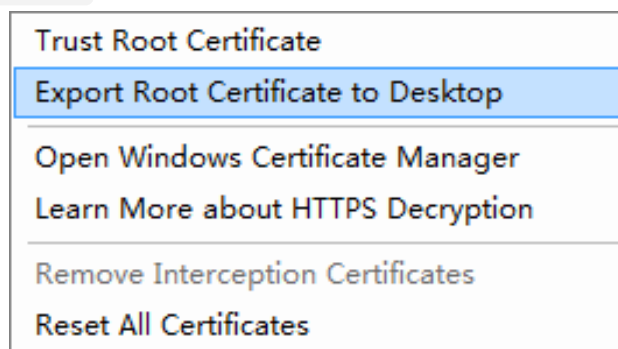 Trust Root Certificate
Export Root Certificate to Desktop
Open Windows Certificate Manager
Learn More about HTTPS Decryption
Remove Interception Certificates
Reset All Certificates